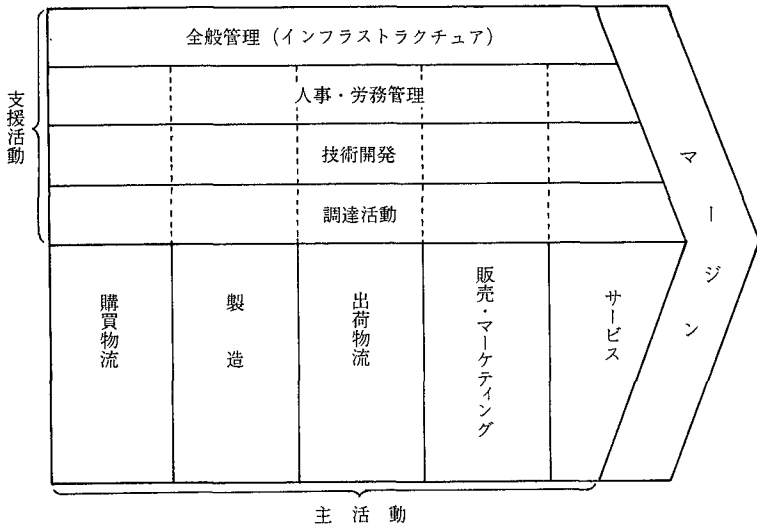 全般管理（インフラストラクチュア）
人事・労務管理
技術開発
調達活動
支援活動
購買物流
製造
出荷物流
販売・マーケティング
サービス
マージン
主活動